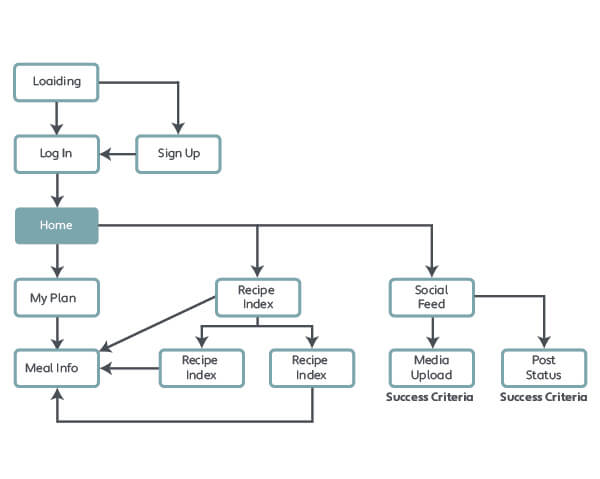 Loaiding
Log In
Sign Up
Home
My Plan
Recipe
Index
Social
Feed
Meal Info
Recipe
Index
Recipe
Index
Media
Upload
Post
Status
Success Criteria
Success Criteria